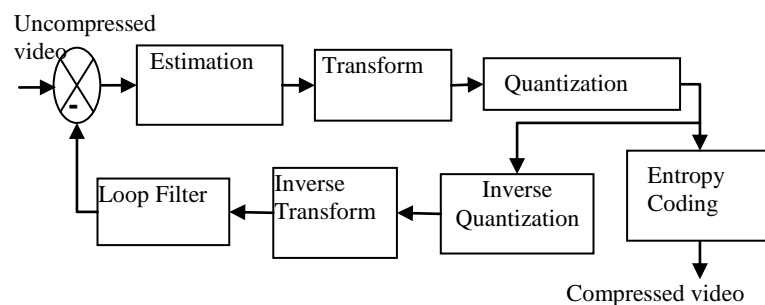 Uncompressed
video
-
Estimation
Transform
Quantization
Loop Filter
Inverse
Transform
Inverse
Quantization
Entropy
Coding
Compressed video